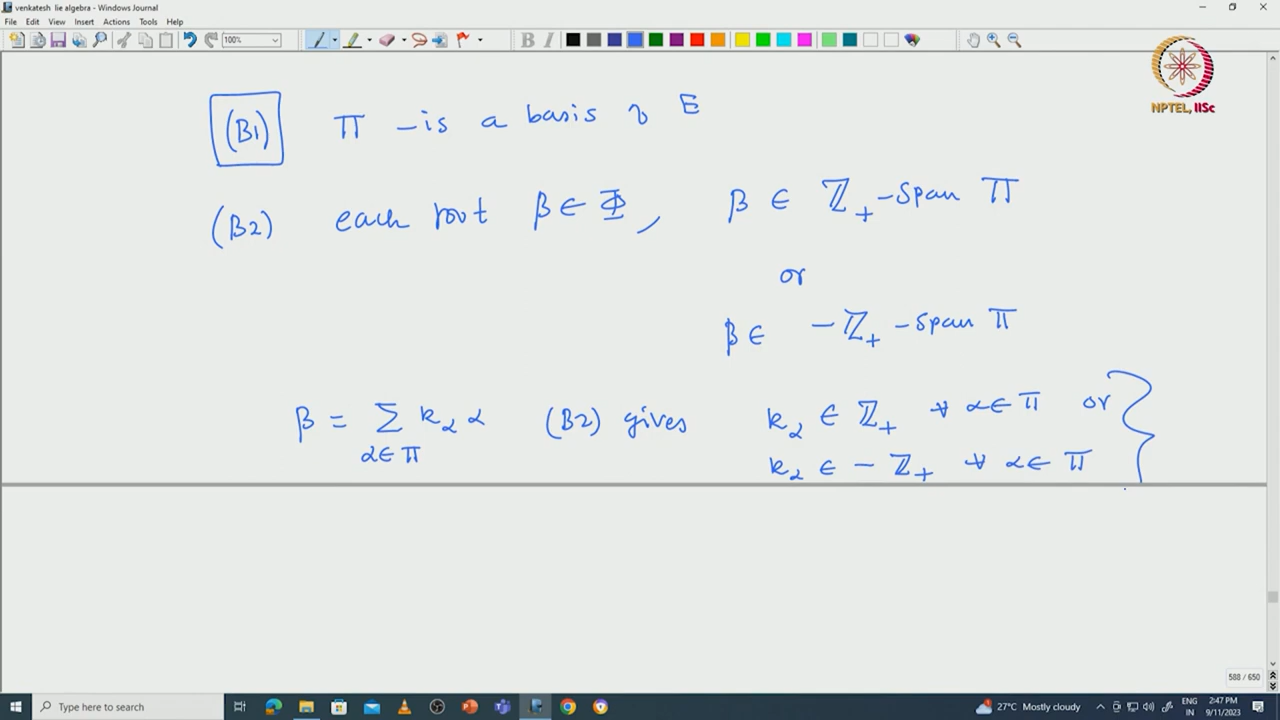 venkatesh lie algebra - Windows Journal
File Edit View Insert Actions Tools Help
100%
B I
NPTEL, IISc
(B1) Π - is a basis of E
(B2) each root β ∈ Φ, β ∈ ℤ₊-span Π
or
β ∈ -ℤ₊-span Π
β = Σ_{α∈Π} k_α α (B2) gives k_α ∈ ℤ₊ ∀ α ∈ Π or
k_α ∈ -ℤ₊ ∀ α ∈ Π
588 / 650
Type here to search
27°C Mostly cloudy
ENG
IN
2:47 PM
9/11/2023